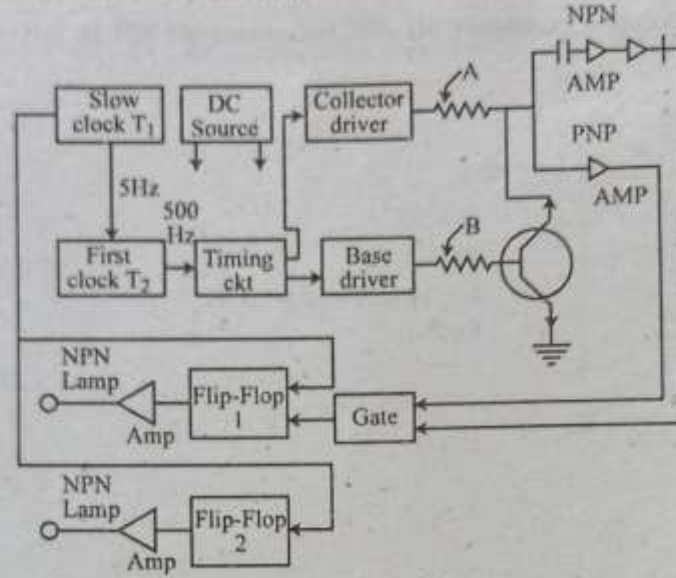 NPN
AMP
PNP
AMP
A
B
Slow
clock T₁
DC
Source
Collector
driver
5Hz
500
Hz
First
clock T₂
Timing
ckt
Base
driver
NPN
Lamp
Amp
Flip-Flop
1
Gate
NPN
Lamp
Amp
Flip-Flop
2